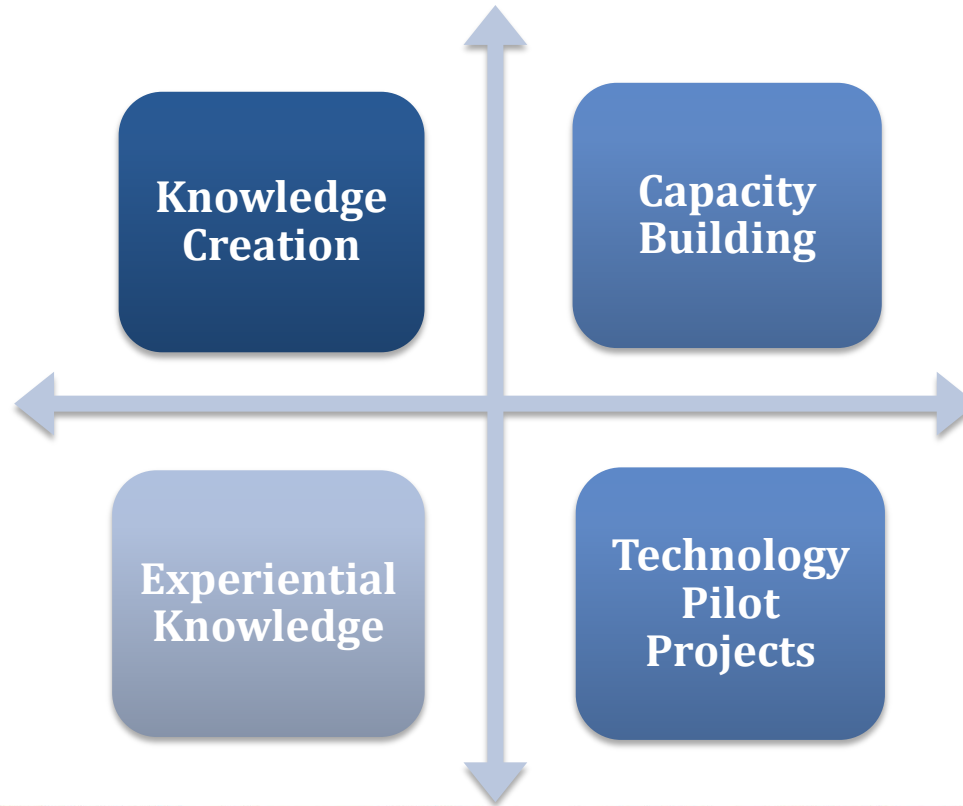 Knowledge
Creation
Capacity
Building
Experiential
Knowledge
Technology
Pilot
Projects